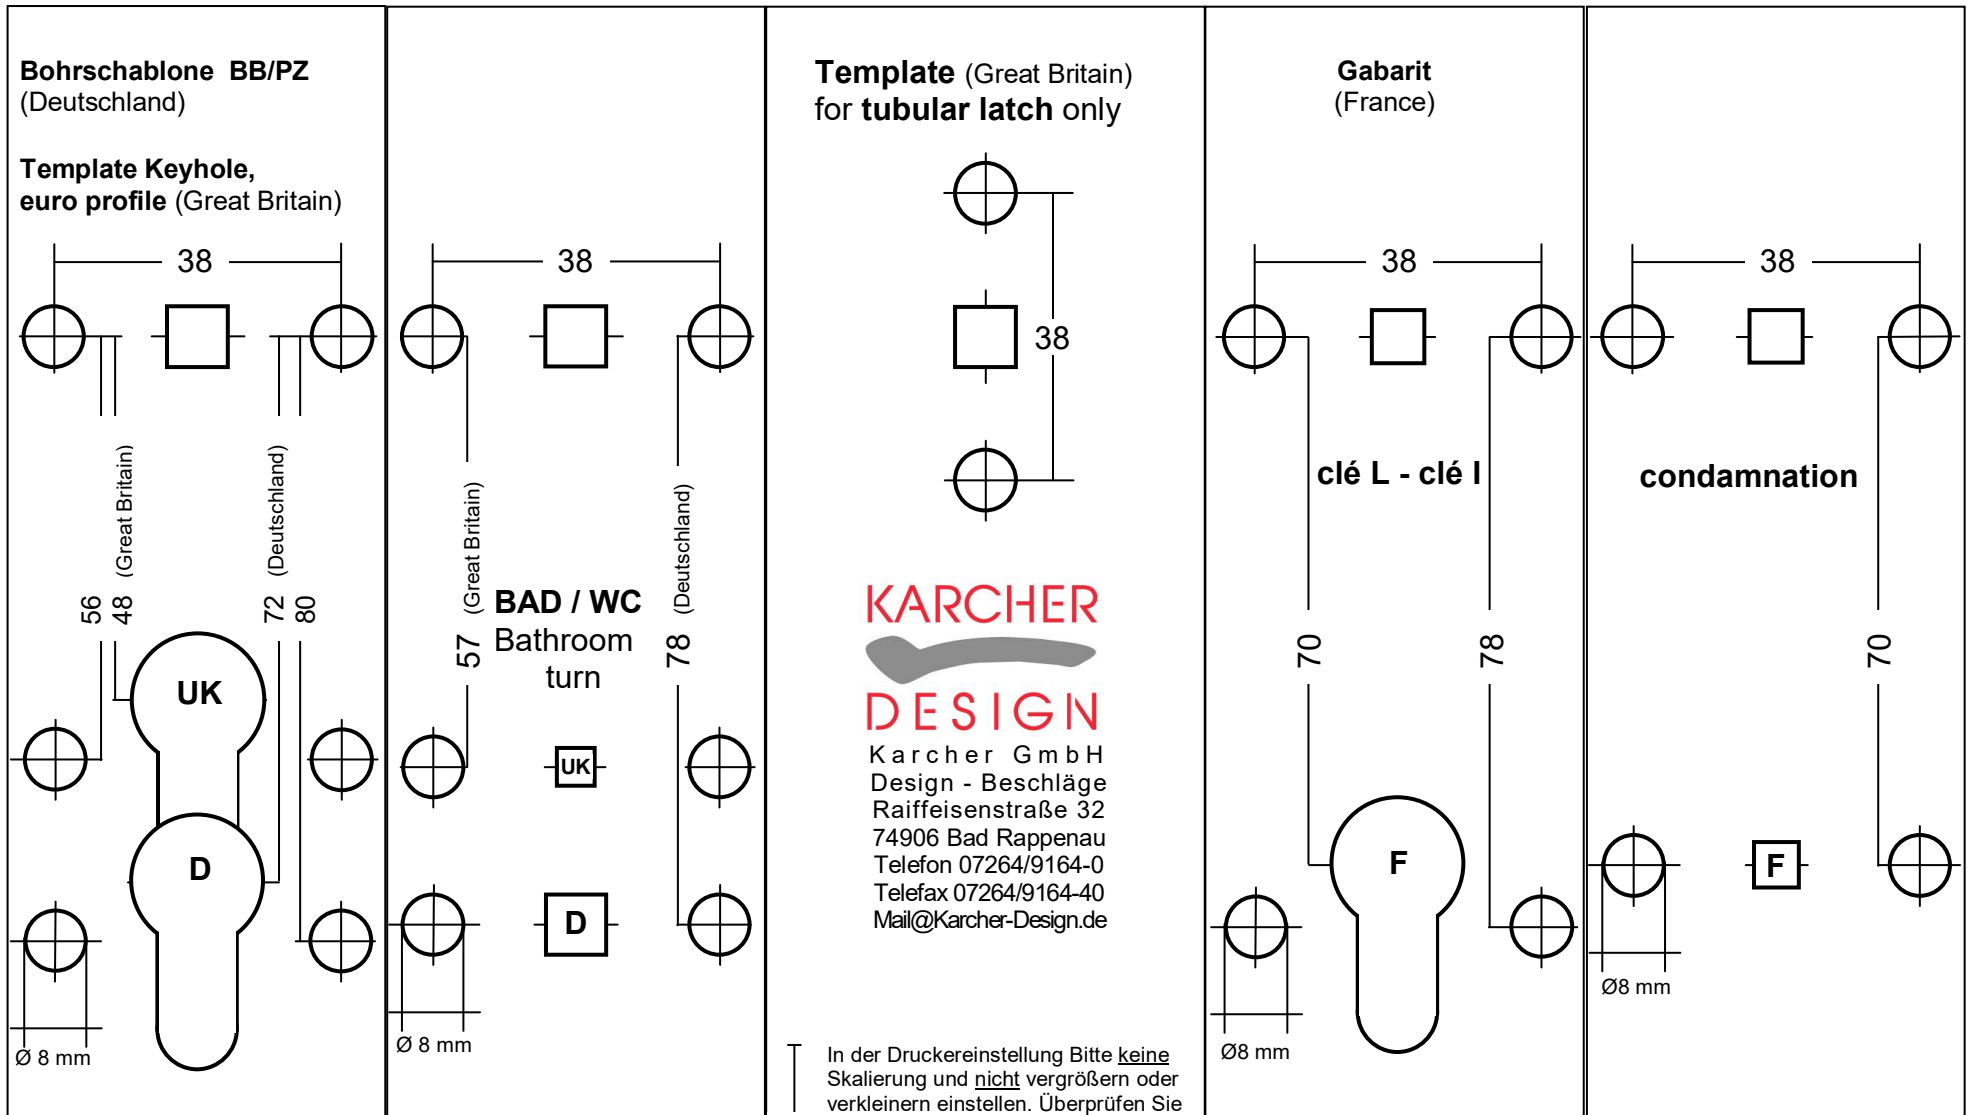 Bohrschablone BB/PZ
(Deutschland)
Template Keyhole,
euro profile (Great Britain)
38
56
48 (Great Britain)
72 (Deutschland)
80
UK
D
Ø 8 mm
38
57 (Great Britain)
BAD / WC
Bathroom
turn
78 (Deutschland)
UK
D
Ø 8 mm
Template (Great Britain)
for tubular latch only
38
KARCHER
DESIGN
Karcher GmbH
Design - Beschläge
Raiffeisenstraße 32
74906 Bad Rappenau
Telefon 07264/9164-0
Telefax 07264/9164-40
Mail@Karcher-Design.de
In der Druckereinstellung Bitte keine
Skalierung und nicht vergrößern oder
verkleinern einstellen. Überprüfen Sie
Gabarit
(France)
38
clé L - clé I
70
78
F
Ø8 mm
38
condamnation
70
F
Ø8 mm